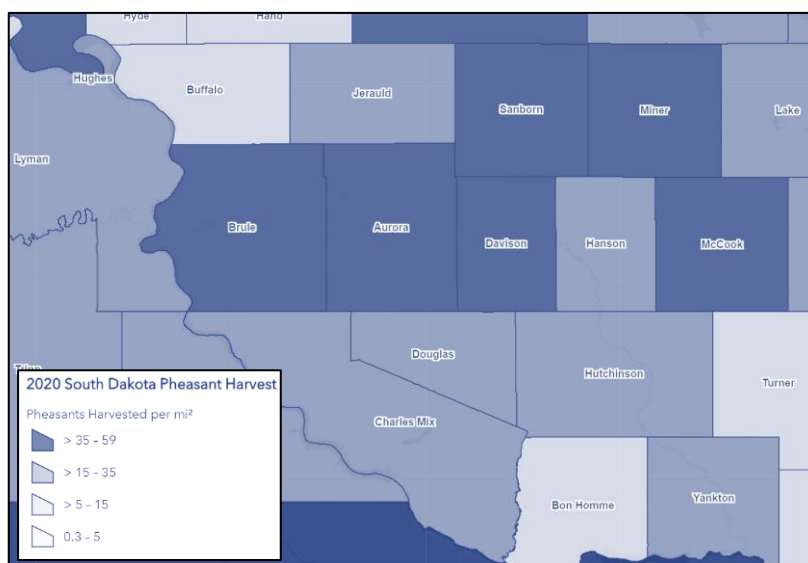 Hyde
Hand
Hughes
Buffalo
Jerauld
Sanborn
Miner
Lake
Lyman
Brule
Aurora
Davison
Hanson
McCook
Douglas
Hutchinson
Turner
Charles Mix
Bon Homme
Yankton
2020 South Dakota Pheasant Harvest
Pheasants Harvested per mi²
> 35 - 59
> 15 - 35
> 5 - 15
0.3 - 5